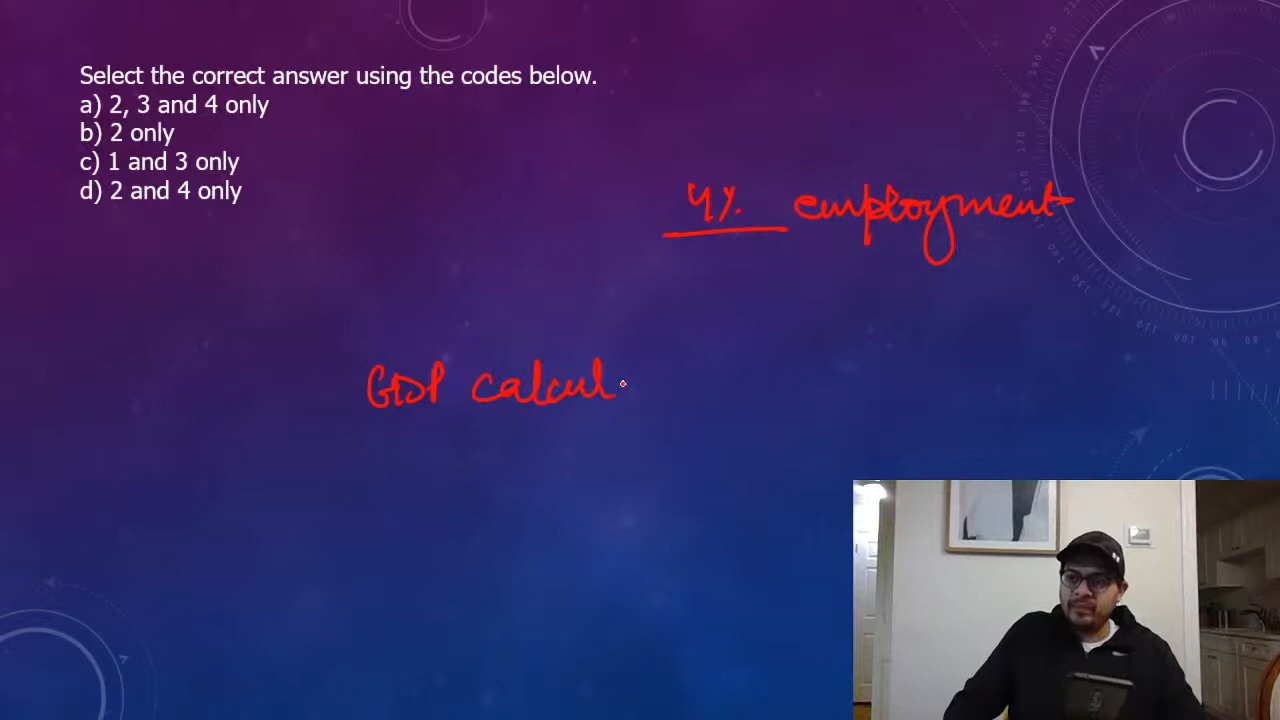 Select the correct answer using the codes below.
a) 2, 3 and 4 only
b) 2 only
c) 1 and 3 only
d) 2 and 4 only
4% employment
GDP calcul